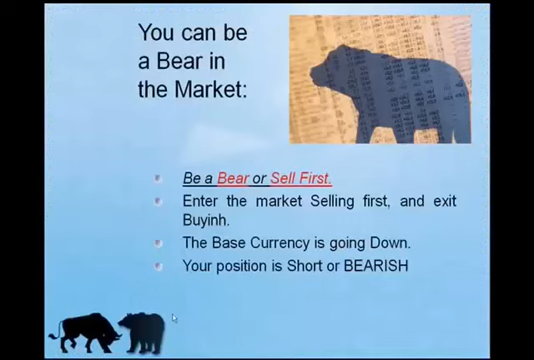 You can be
a Bear in
the Market:
Be a Bear or Sell First.
Enter the market Selling first, and exit
Buyinh.
The Base Currency is going Down.
Your position is Short or BEARISH